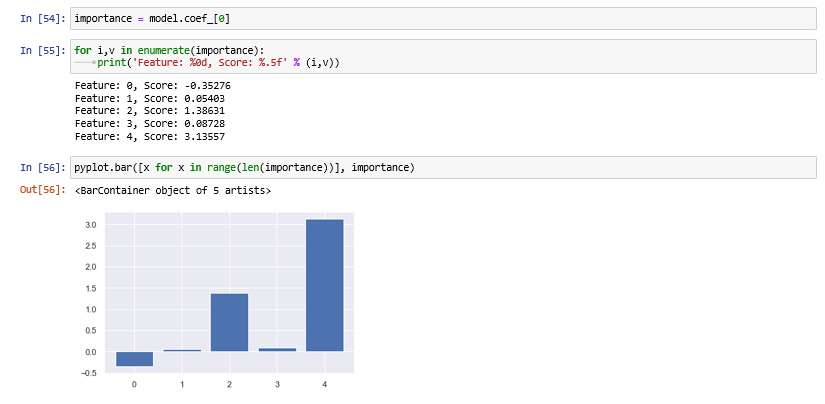 In [54]: importance = model.coef_[0]
In [55]: for i,v in enumerate(importance):
print('Feature: %0d, Score: %.5f' % (i,v))
Feature: 0, Score: -0.35276
Feature: 1, Score: 0.05403
Feature: 2, Score: 1.38631
Feature: 3, Score: 0.08728
Feature: 4, Score: 3.13557
In [56]: pyplot.bar([x for x in range(len(importance))], importance)
Out[56]: <BarContainer object of 5 artists>
3.0
2.5
2.0
1.5
1.0
0.5
0.0
−0.5
0 1 2 3 4